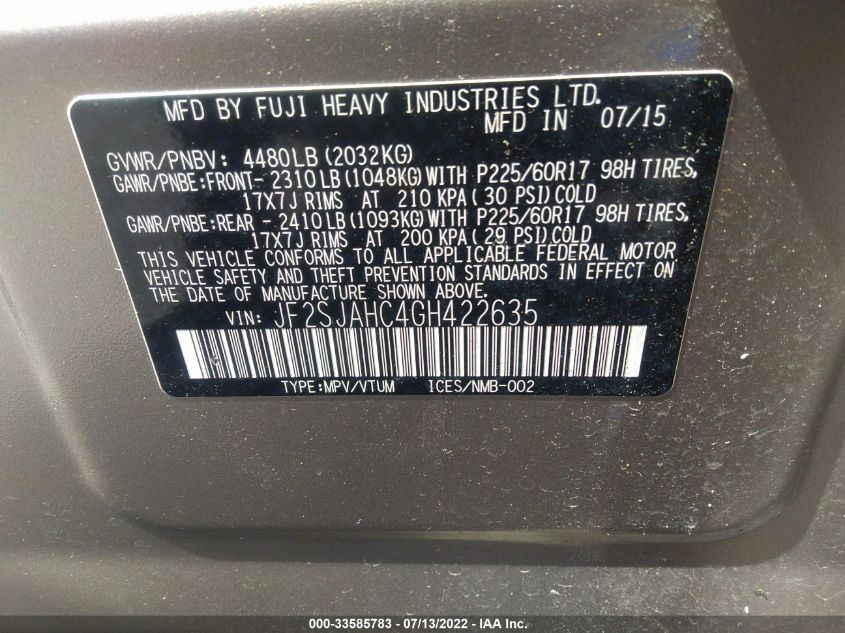 MFD BY FUJI HEAVY INDUSTRIES LTD.
MFD IN 07/15
GVWR/PNBV: 4480LB(2032KG)
GAWR/PNBE:FRONT- 2310LB(1048KG)WITH P225/60R17 98H TIRES,
17X7J RIMS AT 210 KPA(30 PSI)COLD
GAWR/PNBE:REAR - 2410LB(1093KG)WITH P225/60R17 98H TIRES,
17X7J RIMS AT 200 KPA(29 PSI)COLD
THIS VEHICLE CONFORMS TO ALL APPLICABLE FEDERAL MOTOR
VEHICLE SAFETY AND THEFT PREVENTION STANDARDS IN EFFECT ON
THE DATE OF MANUFACTURE SHOWN ABOVE.
VIN: JF2SJAHC4GH422635
TYPE:MPV/VTUM ICES/NMB-002
000-33585783 - 07/13/2022 - IAA Inc.